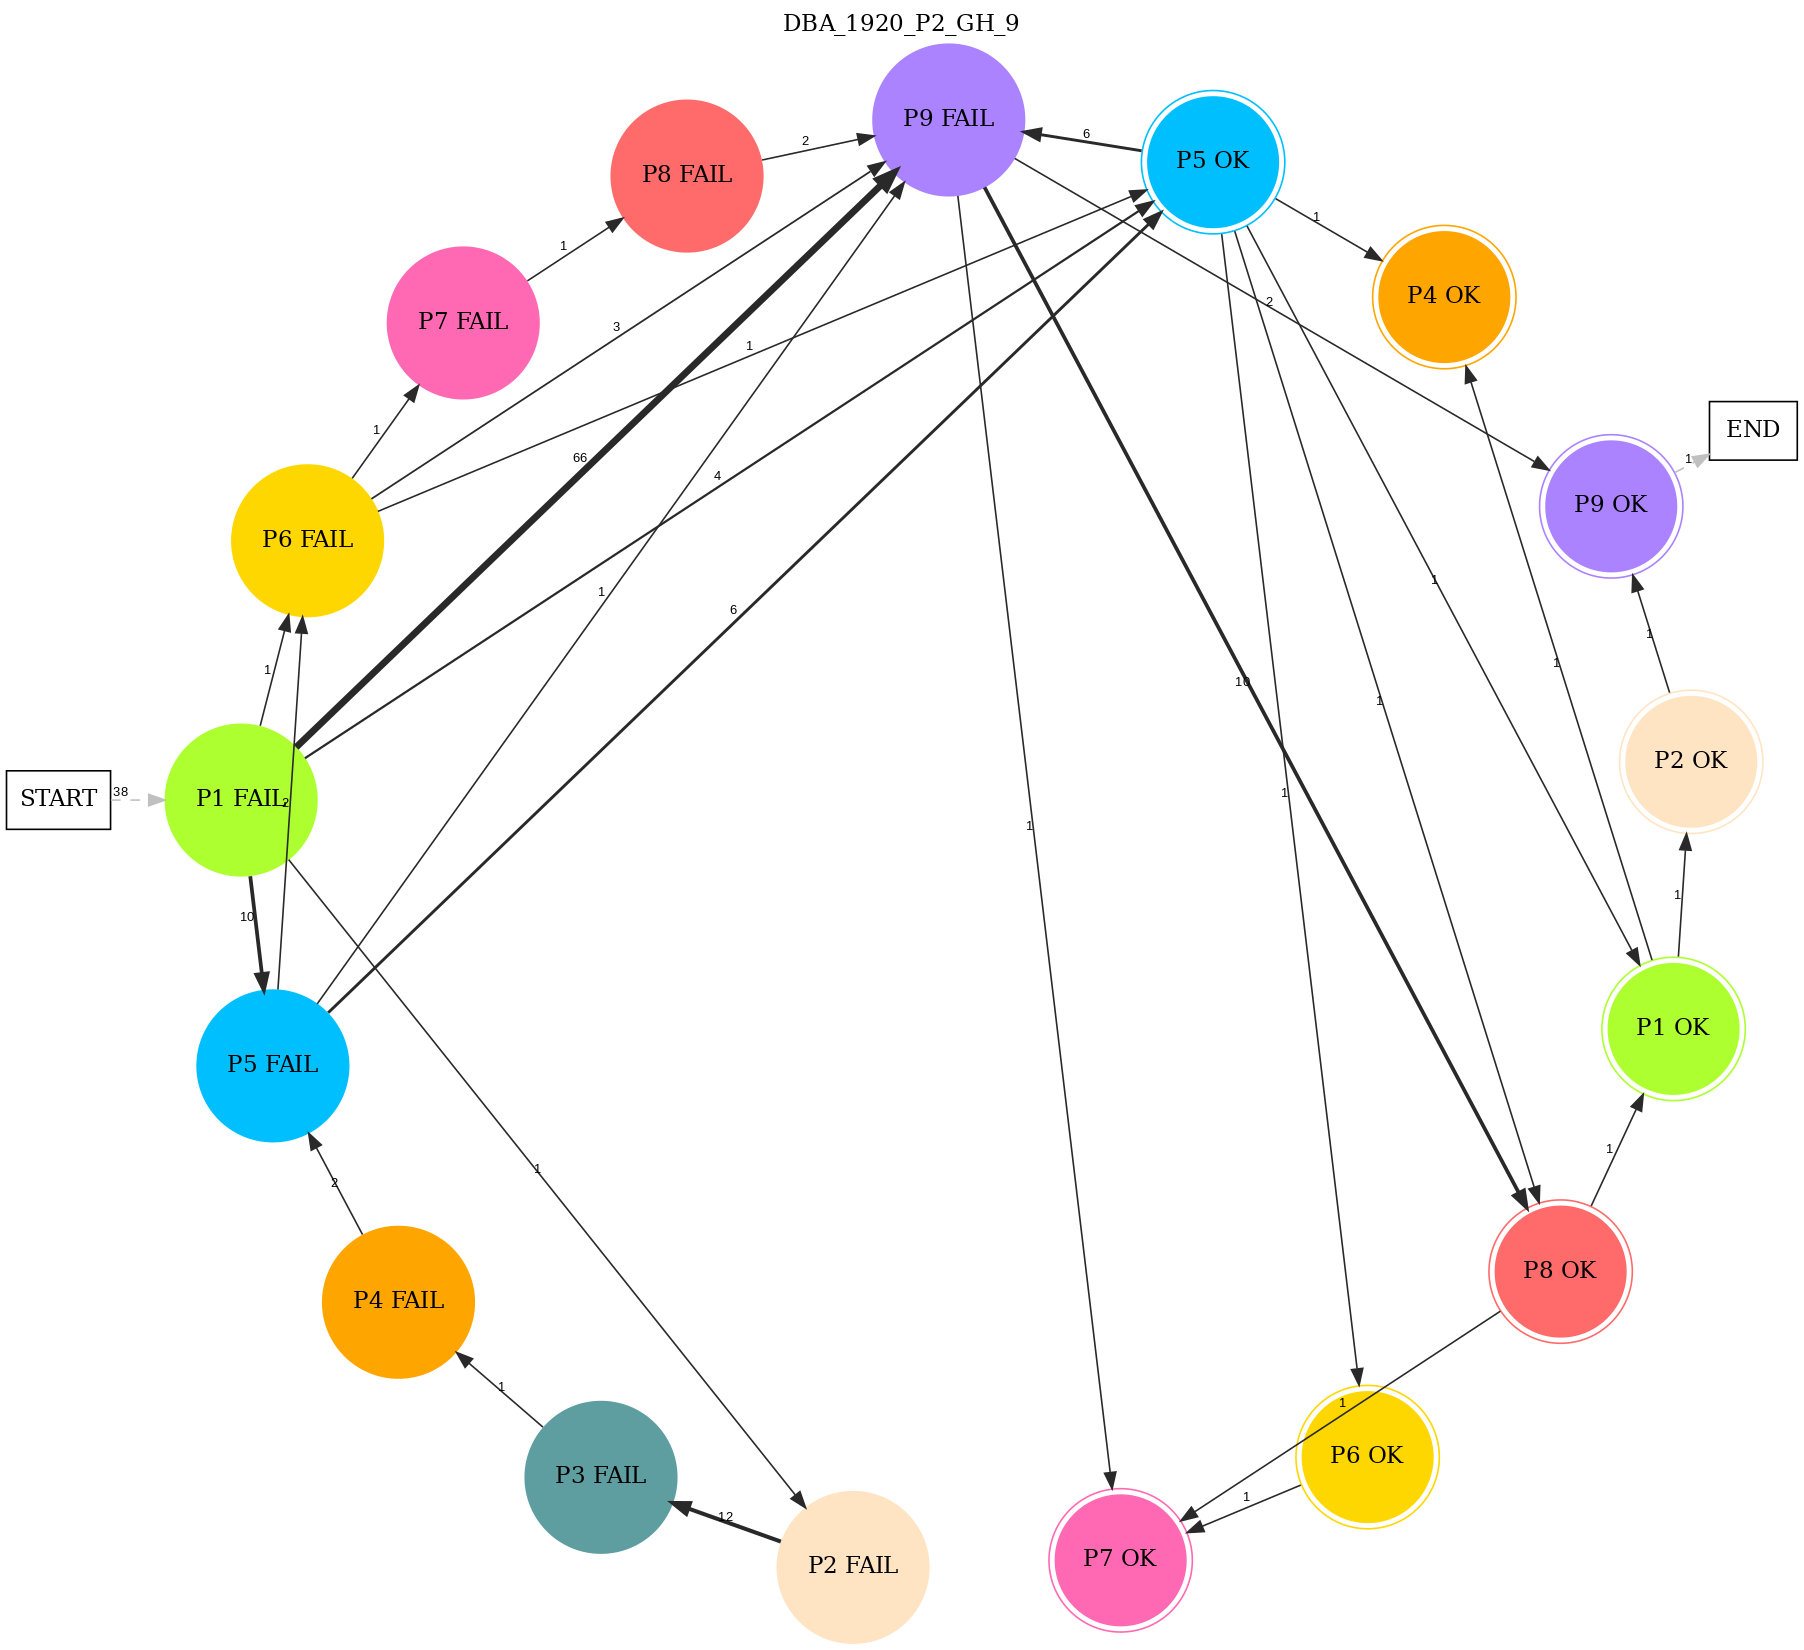 DBA_1920_P2_GH_9
P9 FAIL
6
P5 OK
2
P8 FAIL
1
P4 OK
1
P7 FAIL
2
3
1
1
66
4
END
1
P9 OK
P6 FAIL
1
1
6
1
1
1
10
1
P2 OK
START
38
P1 FAIL
2
1
1
10
1
P1 OK
P5 FAIL
1
1
2
P8 OK
P4 FAIL
1
1
P6 OK
P3 FAIL
1
12
P7 OK
P2 FAIL